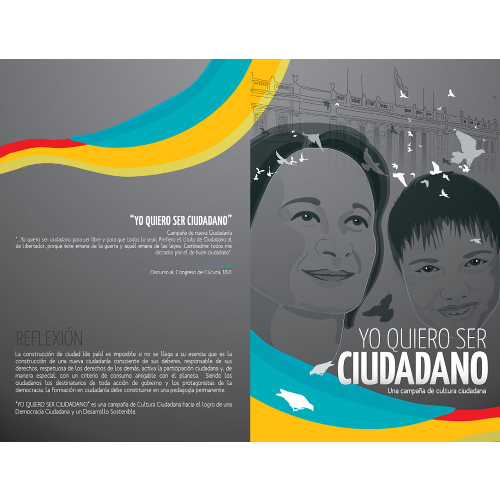 "YO QUIERO SER CIUDADANO"
Campaña de nueva Ciudadanía
"...Yo quiero ser ciudadano para ser libre y para que todos lo sean. Prefiero el título de Ciudadano al
de Libertador, porque éste emana de la guerra y aquél emana de las leyes. Cambiadme todos mis
dictados por el de buen ciudadano".
Discurso al Congreso de Cúcuta, 1821
REFLEXIÓN
La construcción de ciudad (de país) es imposible si no se llega a su esencia que es la
construcción de una nueva ciudadanía consciente de sus deberes, responsable de sus
derechos, respetuosa de los derechos de los demás, activa la participación ciudadana y, de
manera especial, con un criterio de consumo amigable con el planeta. Siendo los
ciudadanos los destinatarios de toda acción de gobierno y los protagonistas de la
democracia, la formación en ciudadanía debe constituirse en una pedagogía permanente.
"YO QUIERO SER CIUDADANO" es una campaña de Cultura Ciudadana hacia el logro de una
Democracia Ciudadana y un Desarrollo Sostenible.
YO QUIERO SER
CIUDADANO
Una campaña de cultura ciudadana